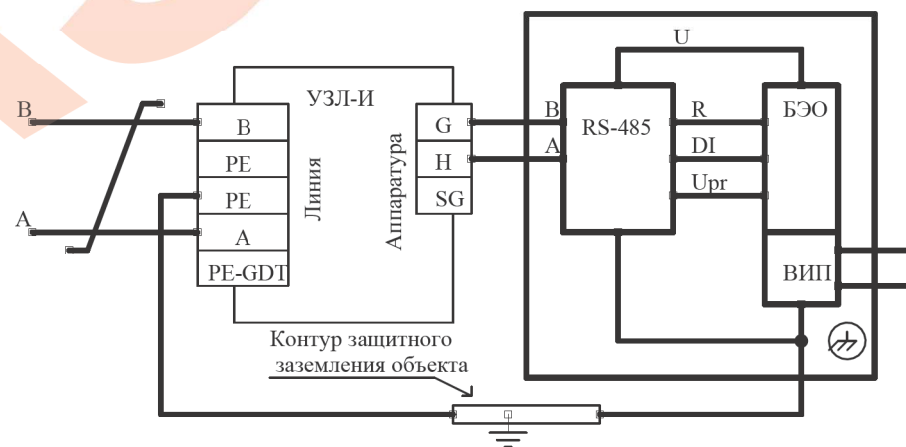 U
УЗЛ-И
B
B
G
B
RS-485
R
БЭО
PE
H
A
DI
PE
SG
Upr
A
A
PE-GDT
ВИП
Линия
Аппаратура
Контур защитного
заземления объекта